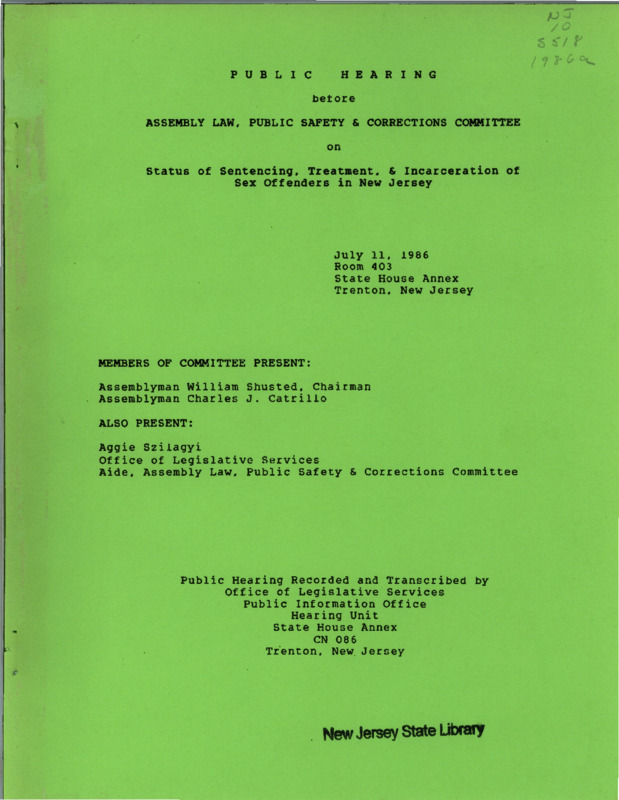 NJ
10
S518
1986a
PUBLIC HEARING
before
ASSEMBLY LAW, PUBLIC SAFETY & CORRECTIONS COMMITTEE
on
Status of Sentencing, Treatment, & Incarceration of
Sex Offenders in New Jersey
July 11, 1986
Room 403
State House Annex
Trenton, New Jersey
MEMBERS OF COMMITTEE PRESENT:
Assemblyman William Shusted, Chairman
Assemblyman Charles J. Catrillo
ALSO PRESENT:
Aggie Szilagyi
Office of Legislative Services
Aide, Assembly Law, Public Safety & Corrections Committee
Public Hearing Recorded and Transcribed by
Office of Legislative Services
Public Information Office
Hearing Unit
State House Annex
CN 086
Trenton, New Jersey
New Jersey State Library